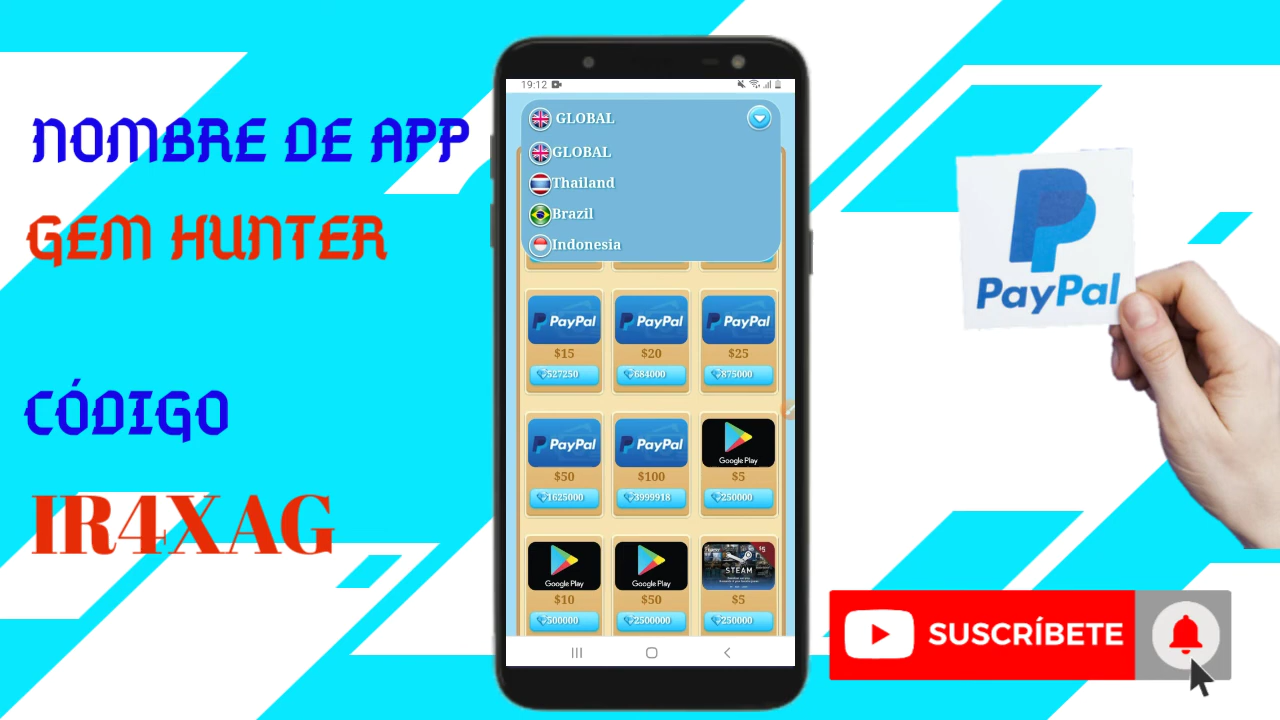 NOMBRE DE APP
GEM HUNTER
CÓDIGO
IR4XAG
19:12
GLOBAL
GLOBAL
Thailand
Brazil
Indonesia
PayPal PayPal PayPal
$15 $20 $25
527250 684000 875000
PayPal PayPal Google Play
$50 $100 $5
1625000 3999918 250000
Google Play Google Play STEAM
$10 $50 $5
500000 2500000 250000
PayPal
SUSCRÍBETE